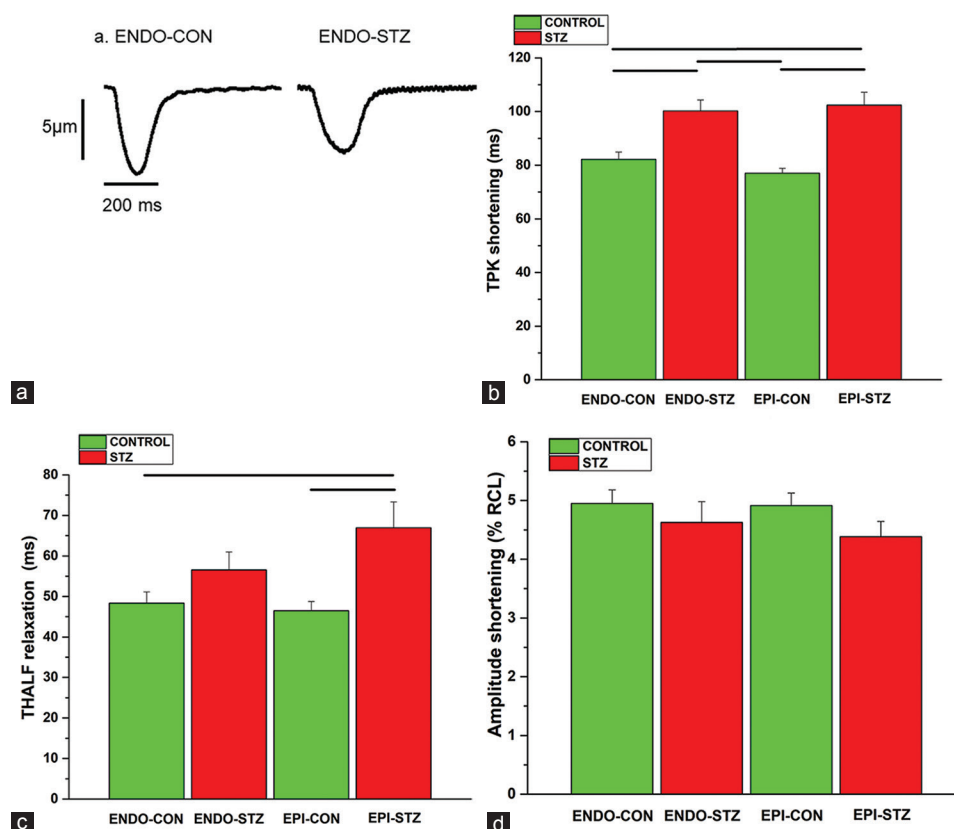 a. ENDO-CON ENDO-STZ
5µm
200 ms
a
CONTROL
STZ
TPK shortening (ms)
120
100
80
60
40
20
0
ENDO-CON ENDO-STZ EPI-CON EPI-STZ
b
CONTROL
STZ
THALF relaxation (ms)
80
70
60
50
40
30
20
10
0
ENDO-CON ENDO-STZ EPI-CON EPI-STZ
c
CONTROL
STZ
Amplitude shortening (% RCL)
6
5
4
3
2
1
0
ENDO-CON ENDO-STZ EPI-CON EPI-STZ
d